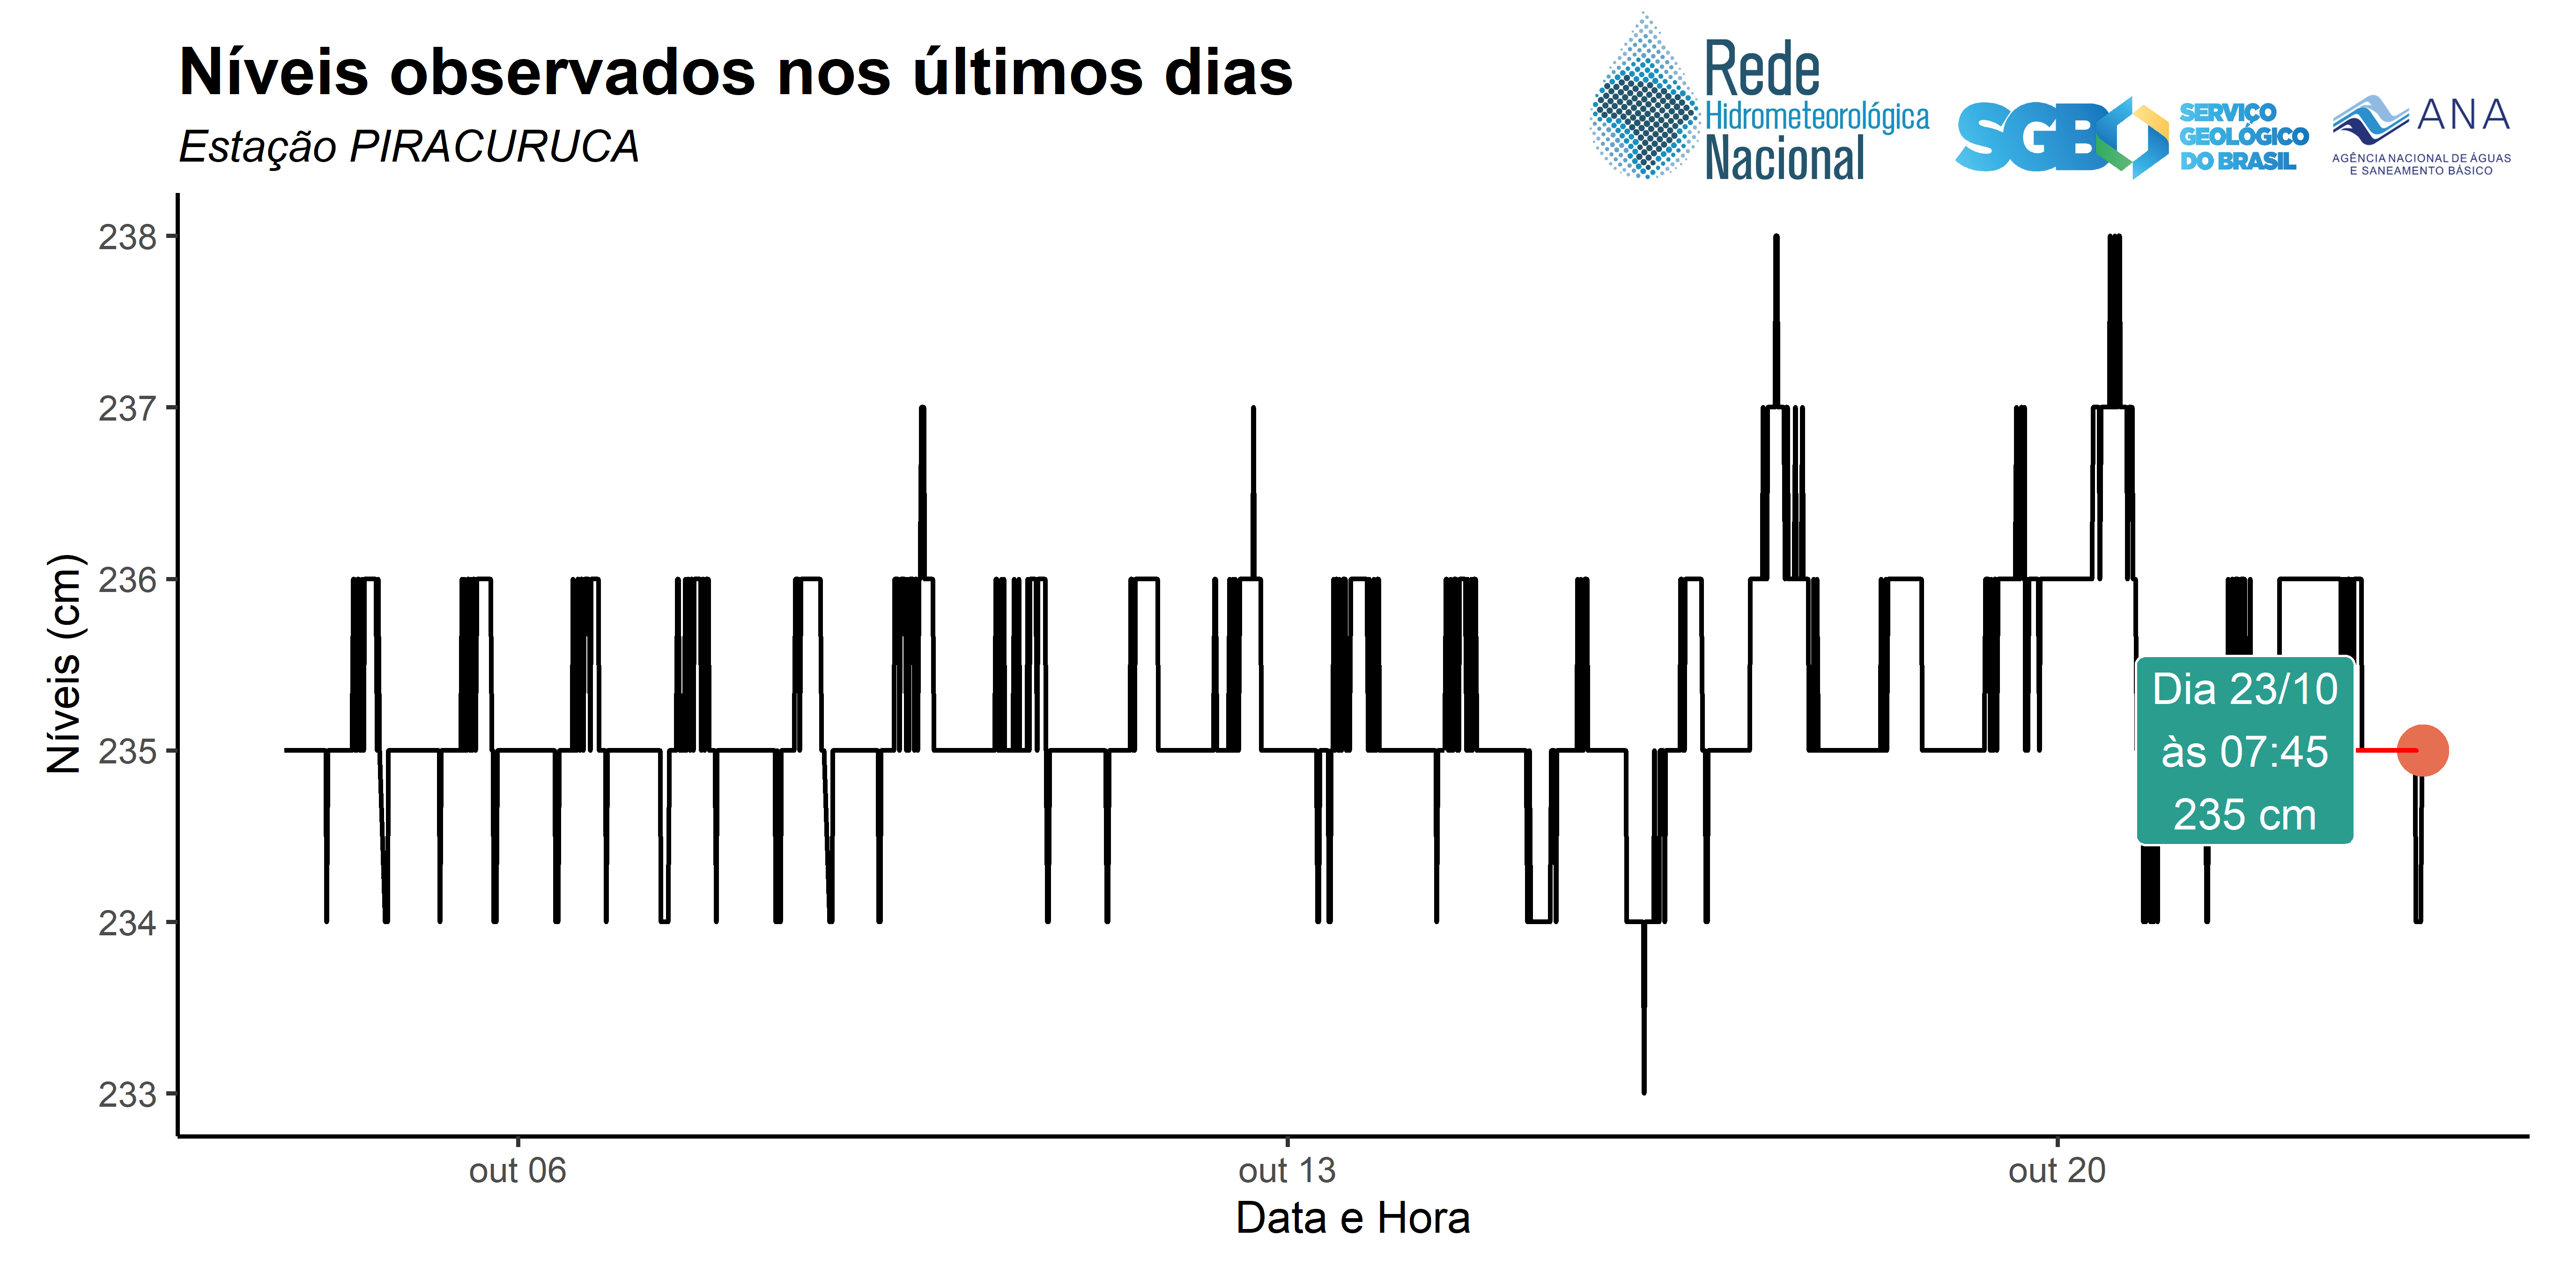 Níveis observados nos últimos dias
Estação PIRACURUCA
Rede
Hidrometeorológica
Nacional
SGB
SERVIÇO
GEOLÓGICO
DO BRASIL
ANA
AGÊNCIA NACIONAL DE ÁGUAS
E SANEAMENTO BÁSICO
238
237
236
235
234
233
Níveis (cm)
Dia 23/10
às 07:45
235 cm
out 06
out 13
out 20
Data e Hora